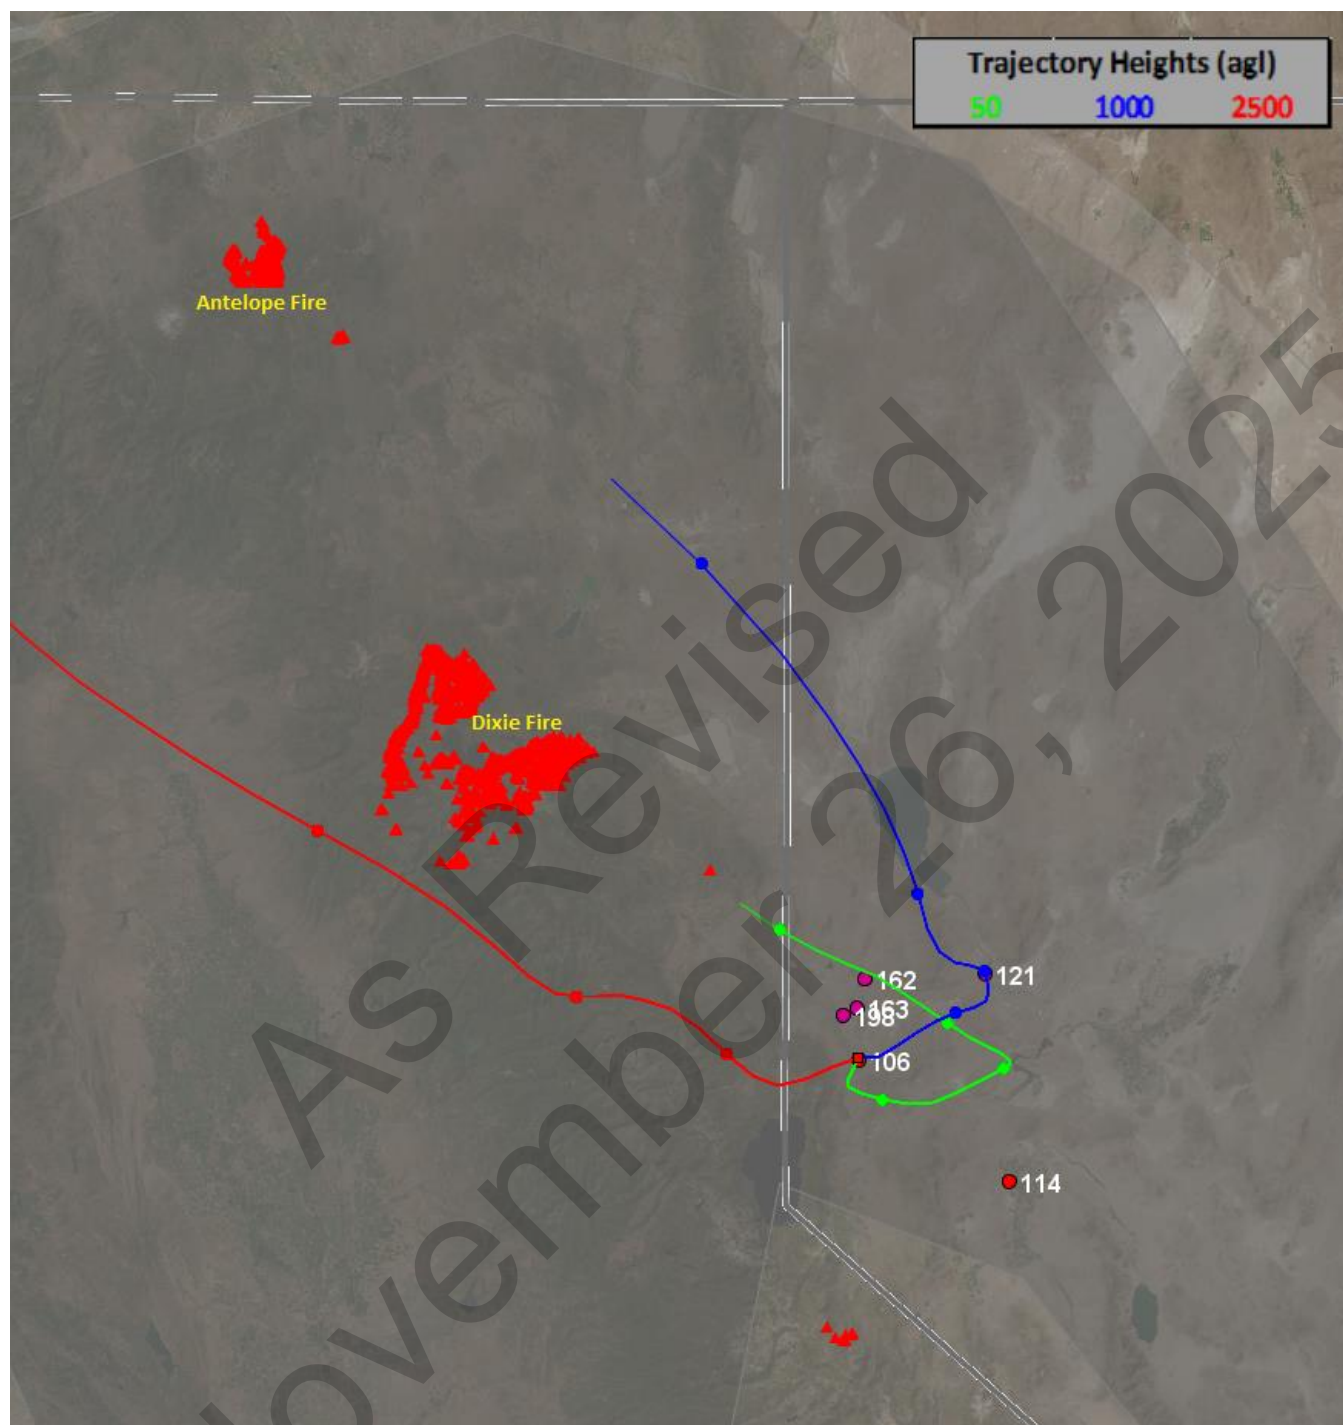 Trajectory Heights (agl)
50 1000 2500
Antelope Fire
Dixie Fire
162
121
163
198
106
114
As Revised
November 26, 2025